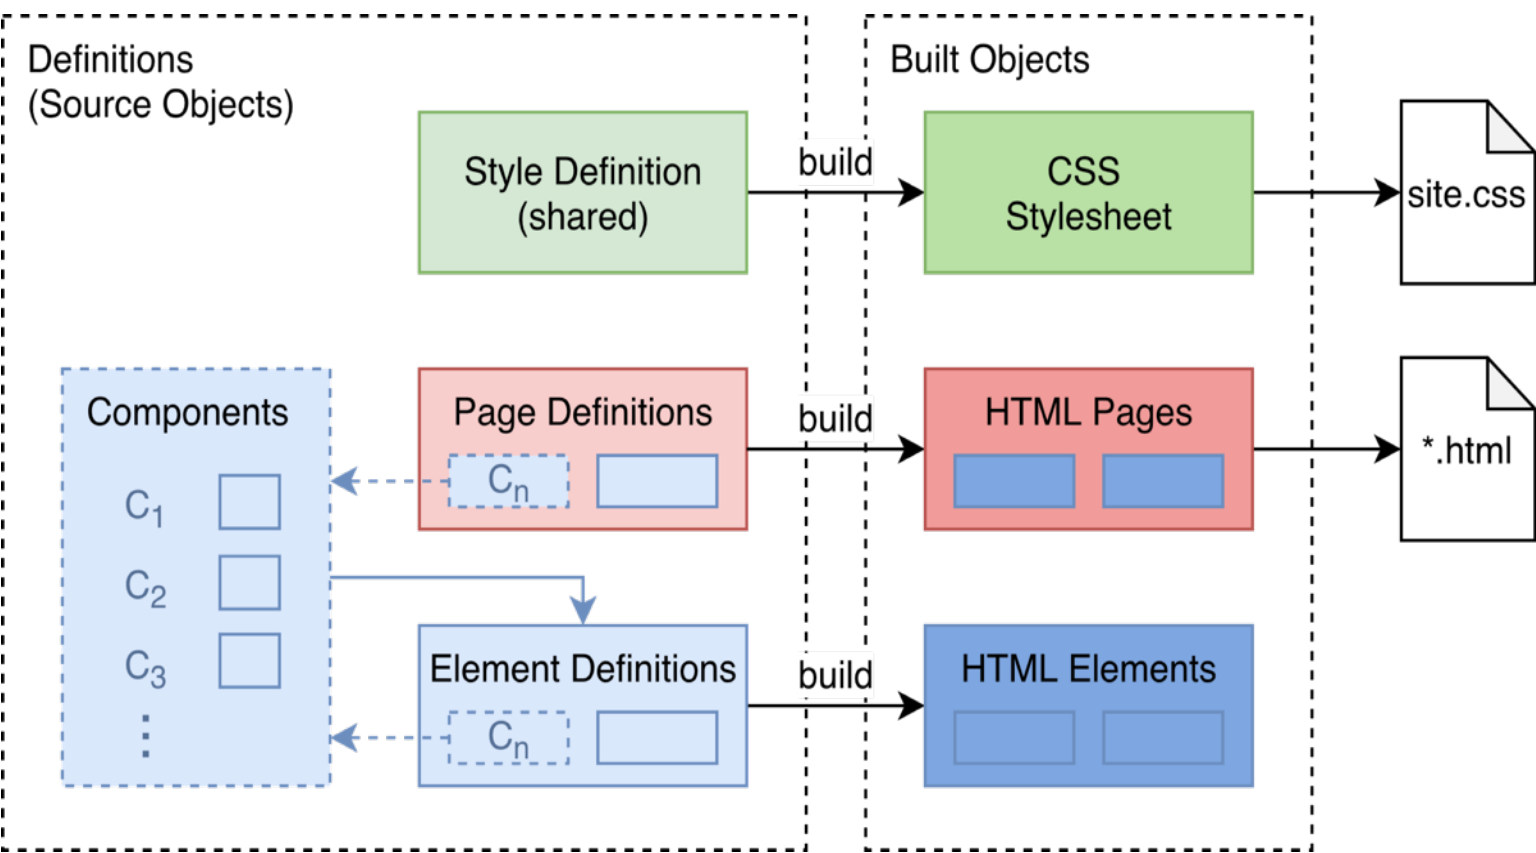 Definitions
(Source Objects)
Built Objects
Style Definition
(shared)
build
CSS
Stylesheet
site.css
Components
C1
C2
C3
Page Definitions
Cn
build
HTML Pages
*.html
Element Definitions
Cn
build
HTML Elements